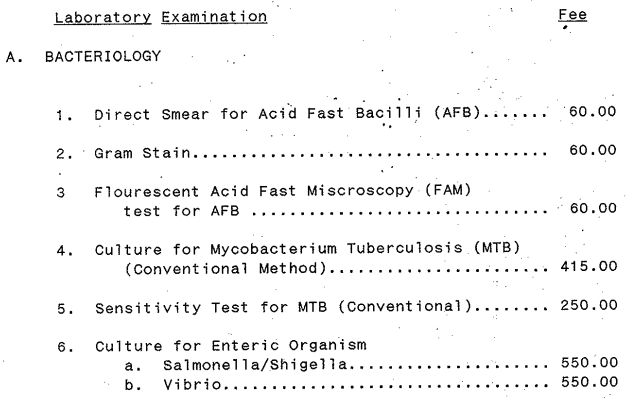 Laboratory Examination Fee
A. BACTERIOLOGY
1. Direct Smear for Acid Fast Bacilli (AFB)....... 60.00
2. Gram Stain..................................... 60.00
3 Flourescent Acid Fast Miscroscopy (FAM)
test for AFB ............................... 60.00
4. Culture for Mycobacterium Tuberculosis (MTB)
(Conventional Method)....................... 415.00
5. Sensitivity Test for MTB (Conventional)........ 250.00
6. Culture for Enteric Organism
a. Salmonella/Shigella..................... 550.00
b. Vibrio.................................. 550.00